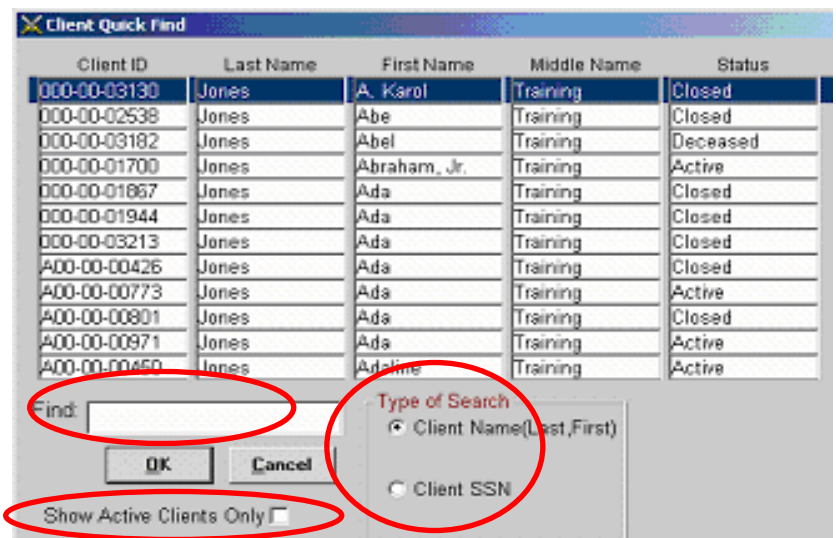 Client Quick Find
Client ID Last Name First Name Middle Name Status
000-00-03130 Jones A. Karol Training Closed
000-00-02538 Jones Abe Training Closed
000-00-03182 Jones Abel Training Deceased
000-00-01700 Jones Abraham, Jr. Training Active
000-00-01867 Jones Ada Training Closed
000-00-01944 Jones Ada Training Closed
000-00-03213 Jones Ada Training Closed
A00-00-00426 Jones Ada Training Closed
A00-00-00773 Jones Ada Training Active
A00-00-00801 Jones Ada Training Closed
A00-00-00971 Jones Ada Training Active
A00-00-00450 Jones Adaline Training Active
Find:
Type of Search
Client Name(Last,First)
OK Cancel
Client SSN
Show Active Clients Only